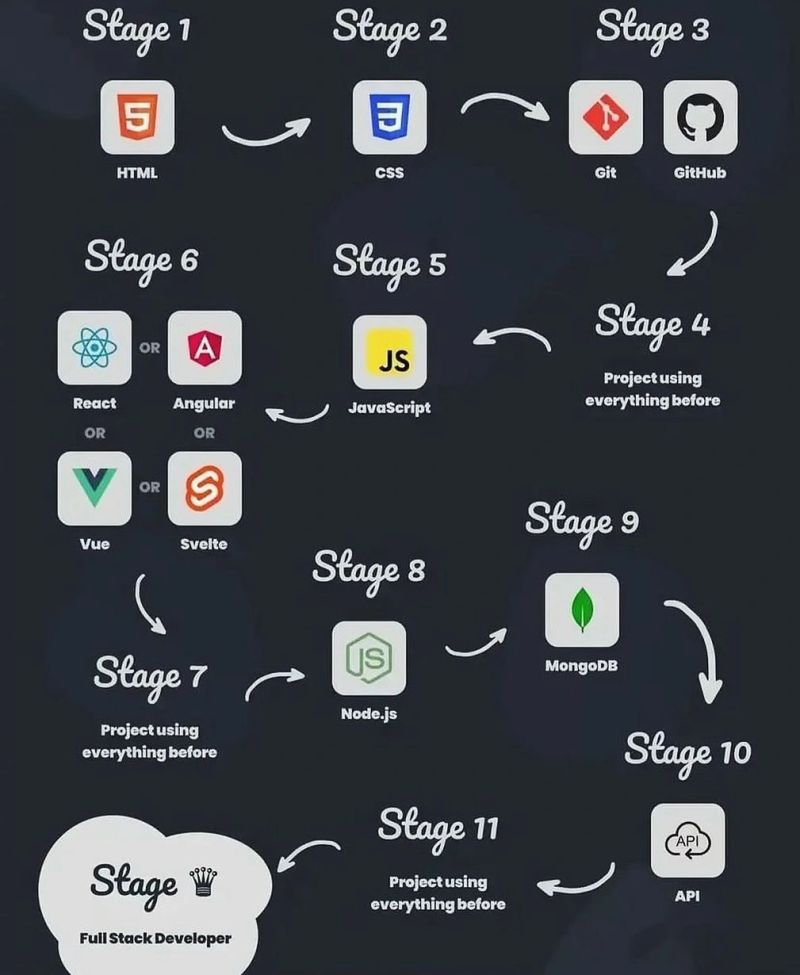 Stage 1
HTML
Stage 2
CSS
Stage 3
Git
GitHub
Stage 4
Project using
everything before
Stage 5
JS
JavaScript
Stage 6
React
OR
Angular
OR
OR
Vue
OR
Svelte
Stage 7
Project using
everything before
Stage 8
JS
Node.js
Stage 9
MongoDB
Stage 10
API
API
Stage 11
Project using
everything before
Stage
Full Stack Developer